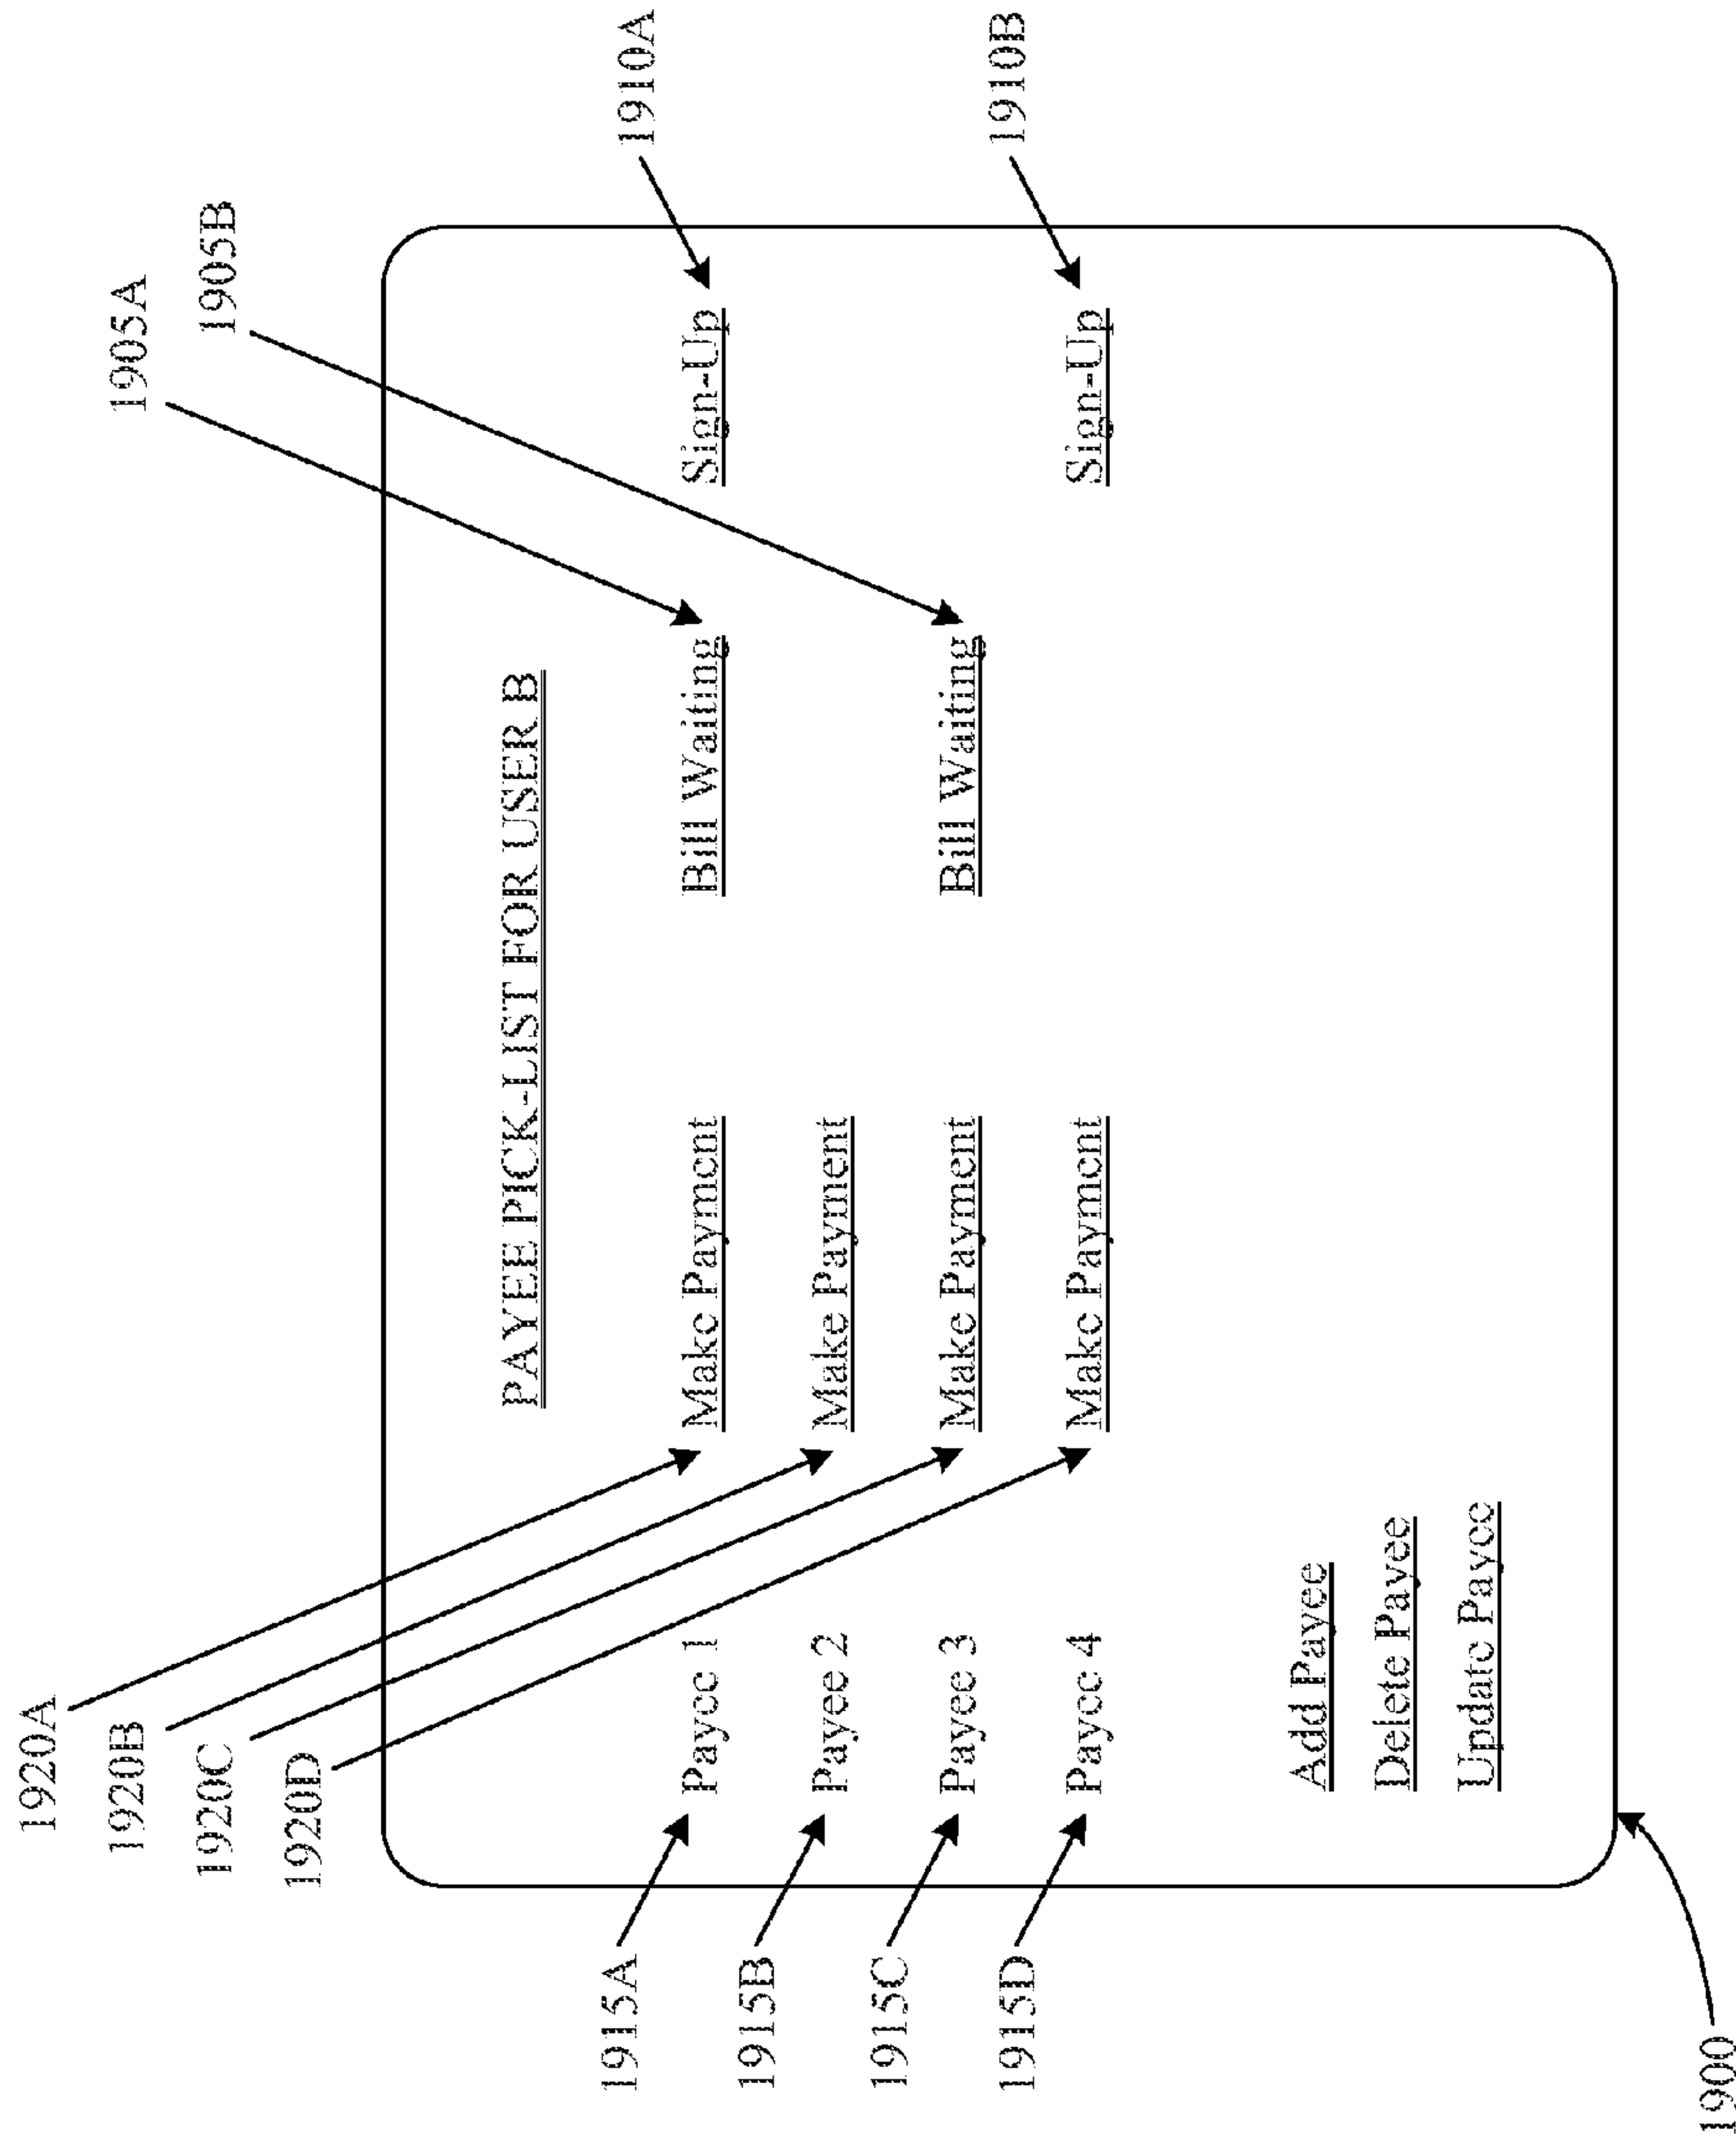 1920A
1920B
1920C
1920D
1905A
1905B
1910A
1910B
PAYEE PICK-LIST FOR USER B
1915A Payee 1 Make Payment Bill Waiting Sign-Up
1915B Payee 2 Make Payment
1915C Payee 3 Make Payment Bill Waiting
1915D Payee 4 Make Payment Sign-Up
Add Payee
Delete Payee
Update Payee
1900